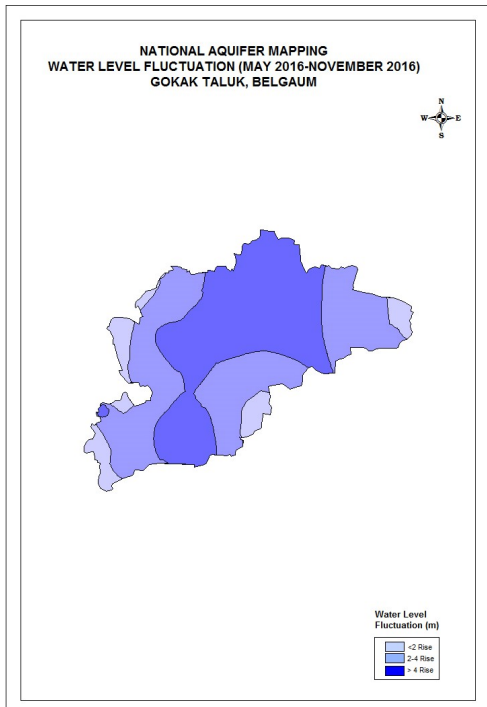 NATIONAL AQUIFER MAPPING
WATER LEVEL FLUCTUATION (MAY 2016-NOVEMBER 2016)
GOKAK TALUK, BELGAUM
N
W E
S
Water Level
Fluctuation (m)
<2 Rise
2-4 Rise
> 4 Rise